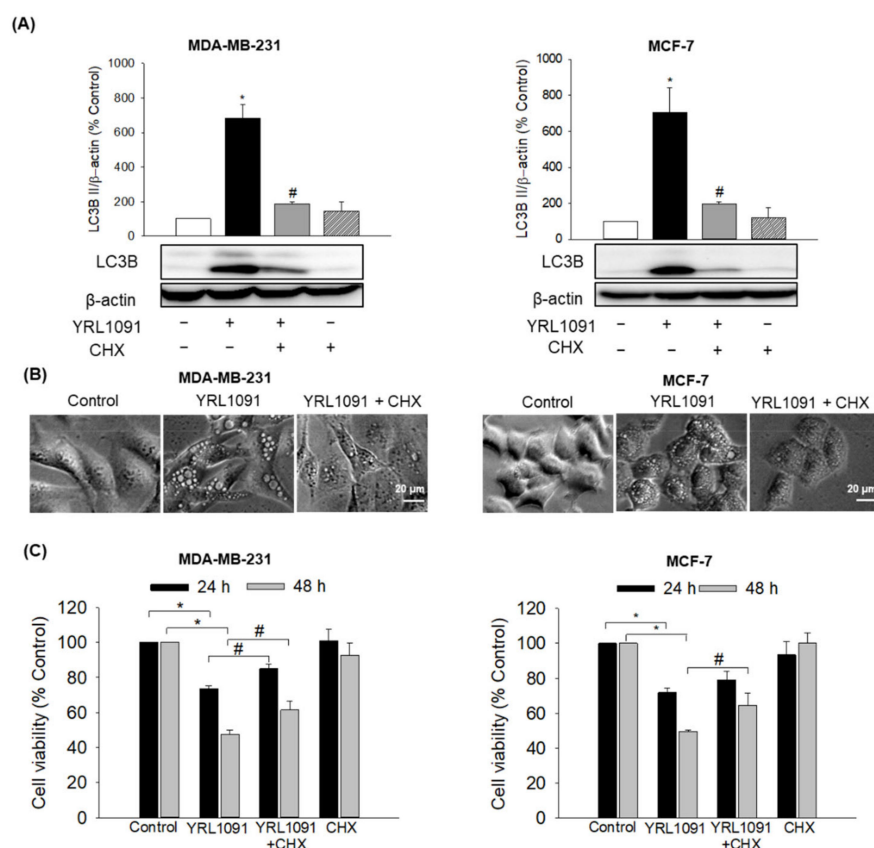 (A)
MDA-MB-231
LC3B II/β-actin (% Control)
1000
800
600
400
200
0
*
#
LC3B
β-actin
YRL1091 − + + −
CHX − − + +
MCF-7
LC3B II/β-actin (% Control)
1000
800
600
400
200
0
*
#
LC3B
β-actin
YRL1091 − + + −
CHX − − + +
(B)
MDA-MB-231
Control YRL1091 YRL1091 + CHX
20 μm
MCF-7
Control YRL1091 YRL1091 + CHX
20 μm
(C)
MDA-MB-231
24 h 48 h
Cell viability (% Control)
120
100
80
60
40
20
0
* * # #
Control YRL1091 YRL1091 CHX
+CHX
MCF-7
24 h 48 h
Cell viability (% Control)
120
100
80
60
40
20
0
* * #
Control YRL1091 YRL1091 CHX
+CHX